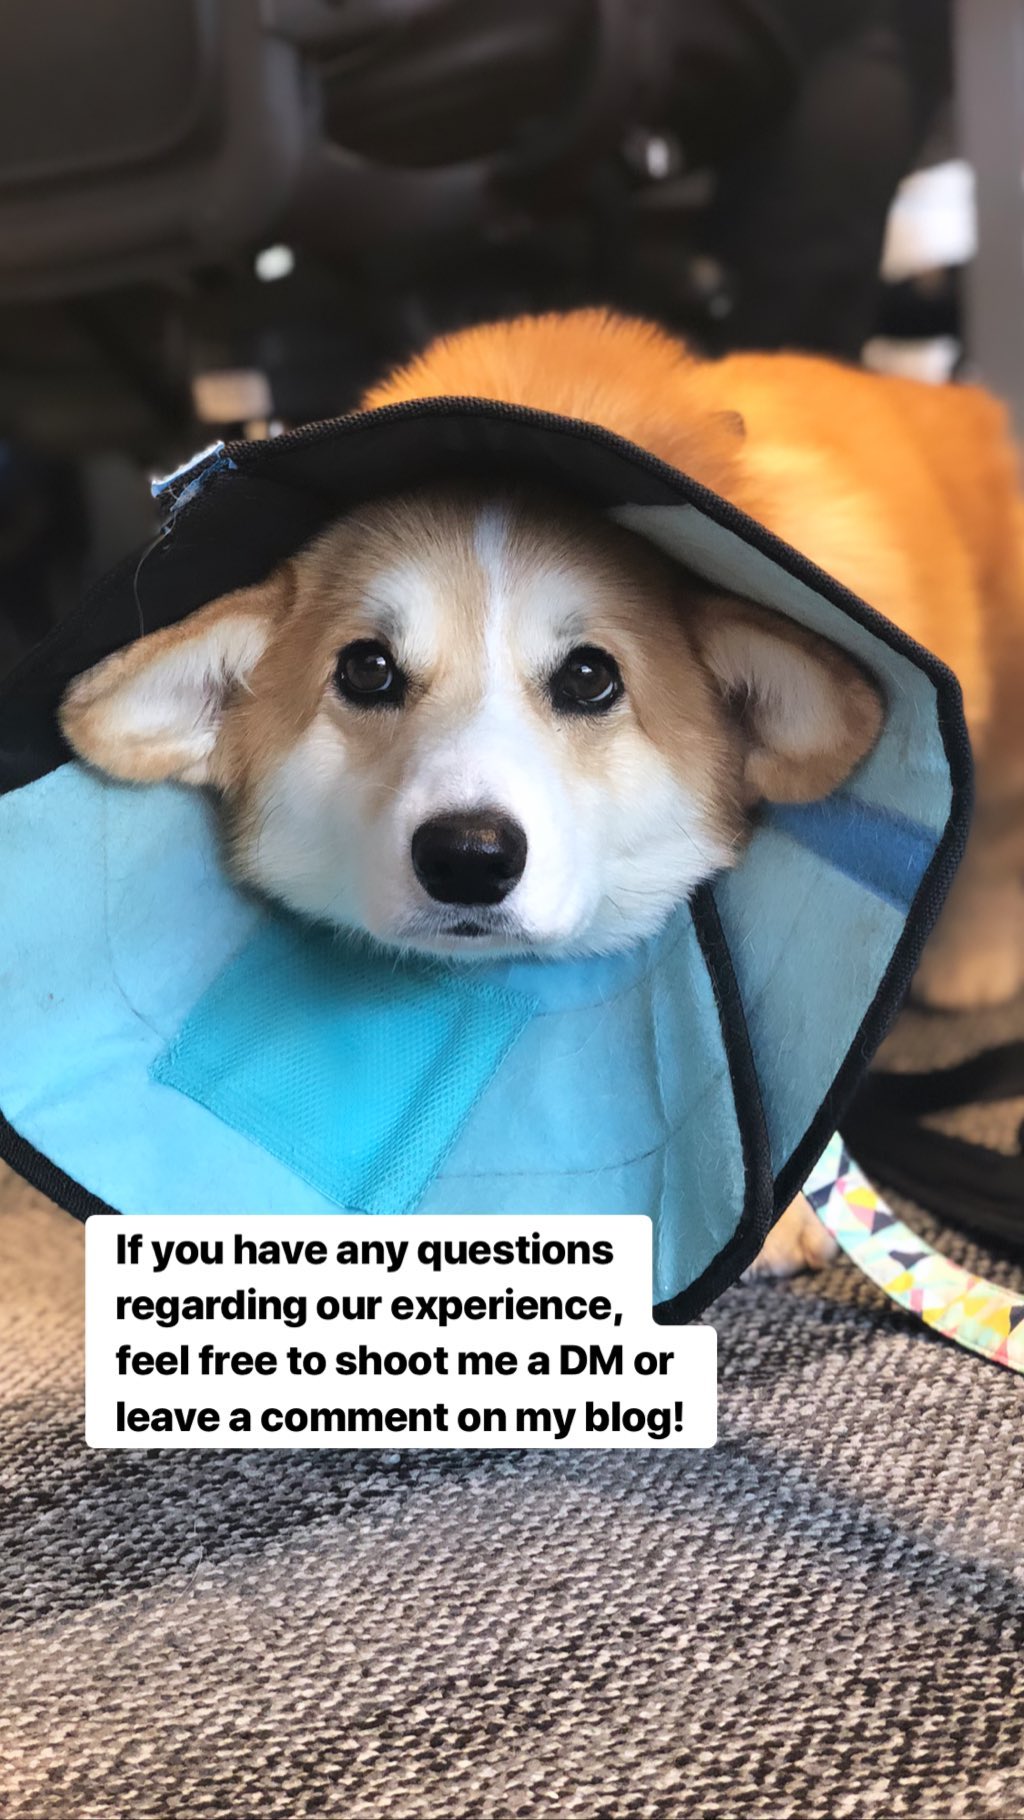 If you have any questions
regarding our experience,
feel free to shoot me a DM or
leave a comment on my blog!